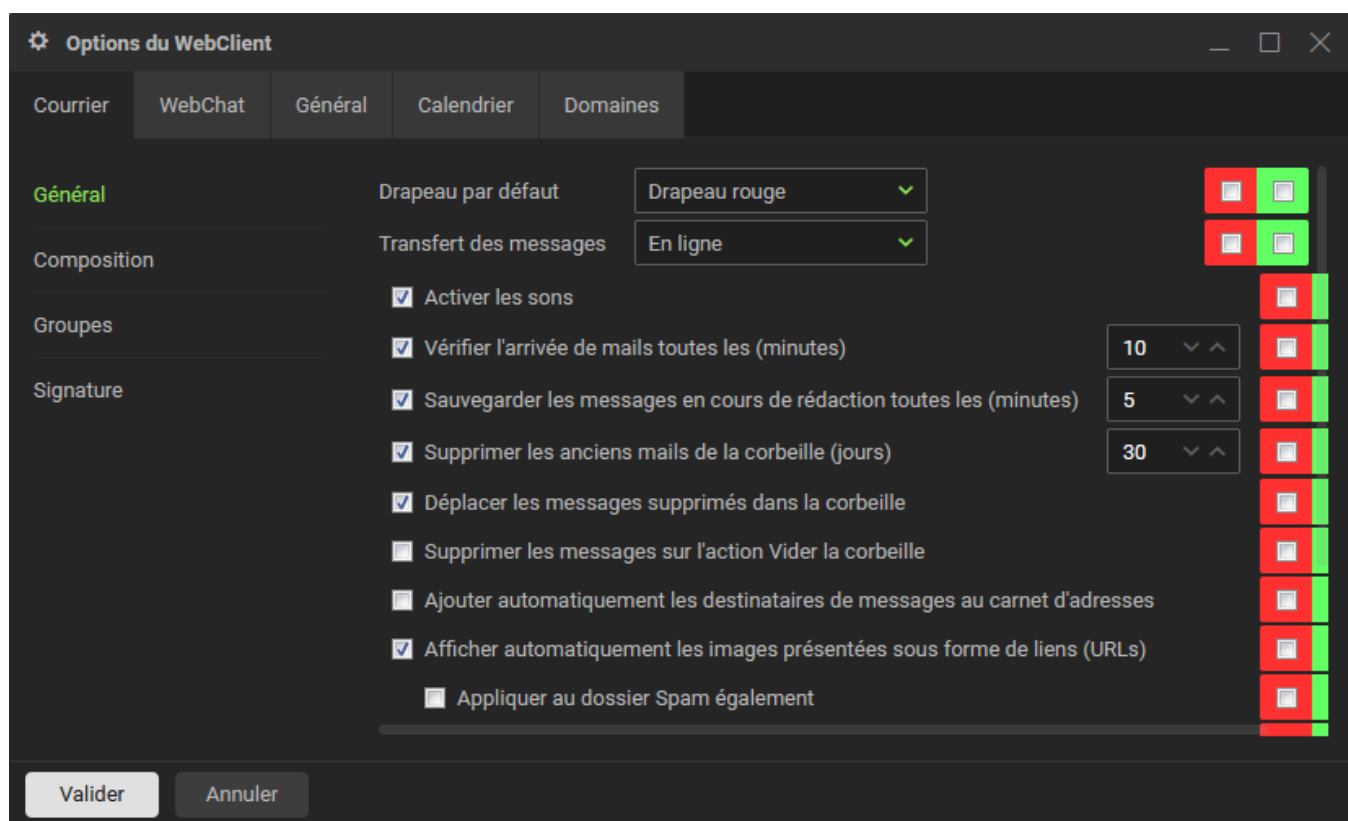 Options du WebClient
Courrier WebChat Général Calendrier Domaines
Général
Composition
Groupes
Signature
Drapeau par défaut Drapeau rouge
Transfert des messages En ligne
Activer les sons
Vérifier l'arrivée de mails toutes les (minutes) 10
Sauvegarder les messages en cours de rédaction toutes les (minutes) 5
Supprimer les anciens mails de la corbeille (jours) 30
Déplacer les messages supprimés dans la corbeille
Supprimer les messages sur l'action Vider la corbeille
Ajouter automatiquement les destinataires de messages au carnet d'adresses
Afficher automatiquement les images présentées sous forme de liens (URLs)
Appliquer au dossier Spam également
Valider Annuler